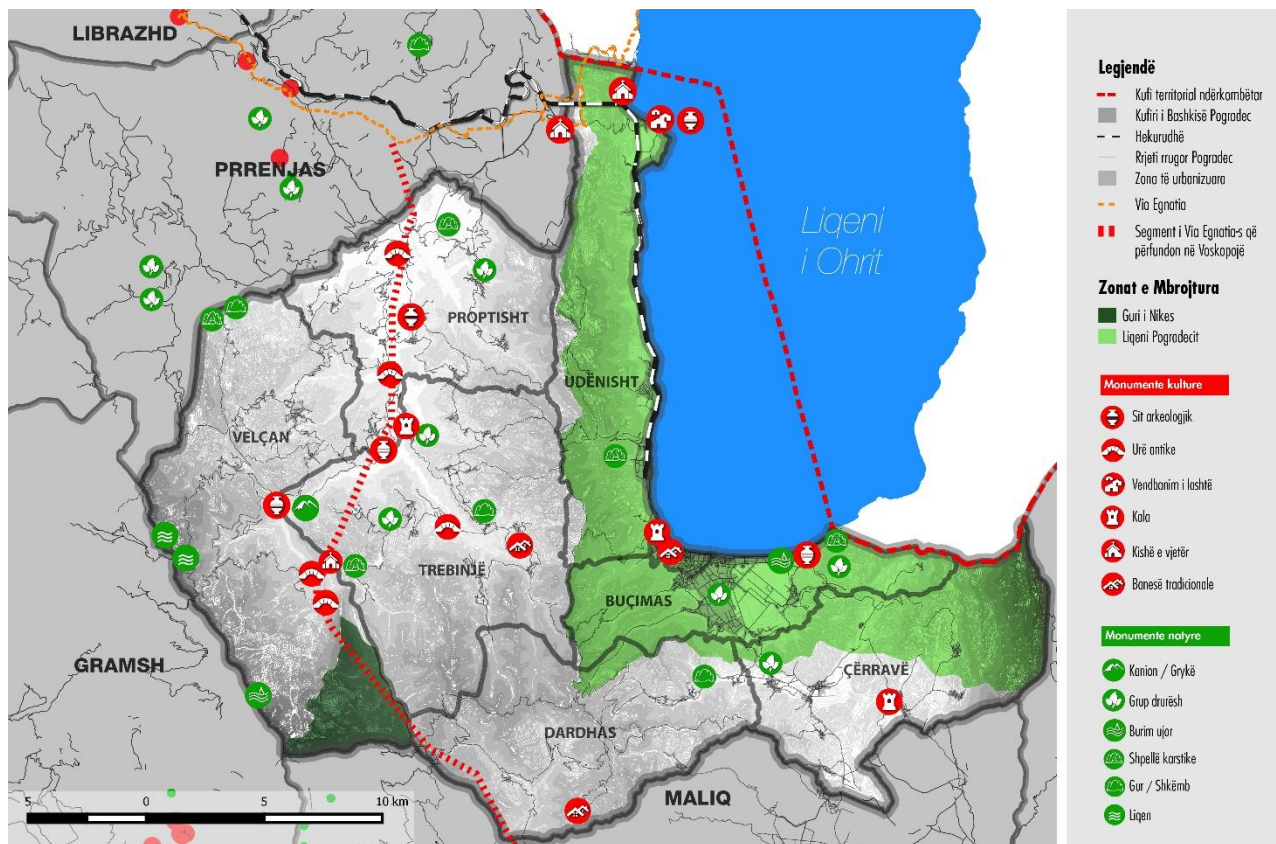 LIBRAZHD
PRRENJAS
PROPTISHT
UDËNISHT
Liqeni
i Ohrit
VELÇAN
TREBINJË
BUÇIMAS
GRAMSH
ÇËRRAVË
DARDHAS
MALIQ
5 0 5 10 km
Legjendë
Kufi territorial ndërkombëtar
Kufiri i Bashkisë Pogradec
Hekurudhë
Rrjeti rrugor Pogradec
Zona të urbanizuara
Via Egnatia
Segment i Via Egnatia-s që
përfundon në Voskopojë
Zonat e Mbrojtura
Guri i Nikes
Liqeni Pogradecit
Monumente kulture
Sit arkeologjik
Urë antike
Vendbanim i lashtë
Kala
Kishë e vjetër
Banesë tradicionale
Monumente natyre
Kanion / Grykë
Grup drurësh
Burim ujor
Shpellë karstike
Gur / Shkëmb
Liqen